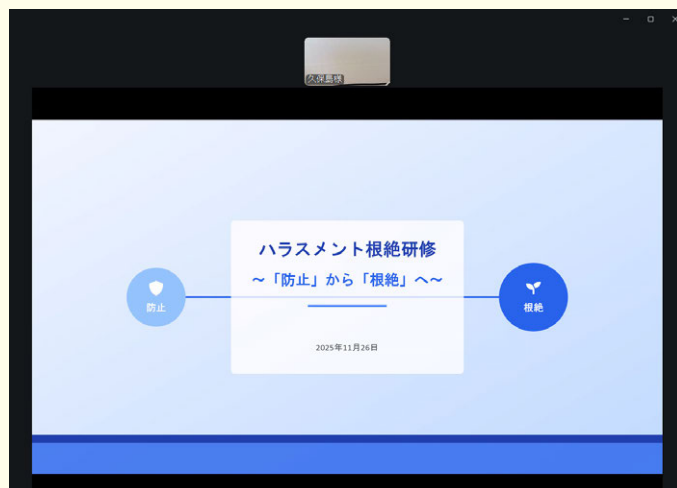 久保島様
ハラスメント根絶研修
～「防止」から「根絶」へ～
防止
根絶
2025年11月26日